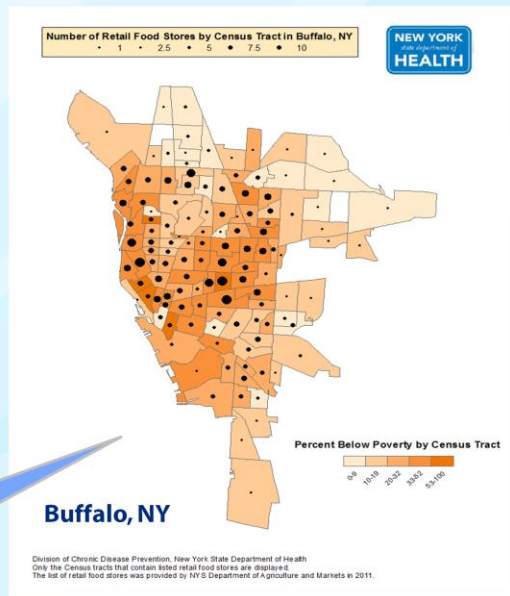 Number of Retail Food Stores by Census Tract in Buffalo, NY
1 2.5 5 7.5 10
NEW YORK
state department of
HEALTH
Percent Below Poverty by Census Tract
0-9 10-19 20-32 33-52 53-100
Buffalo, NY
Division of Chronic Disease Prevention, New York State Department of Health
Only the Census tracts that contain listed retail food stores are displayed.
The list of retail food stores was provided by NYS Department of Agriculture and Markets in 2011.